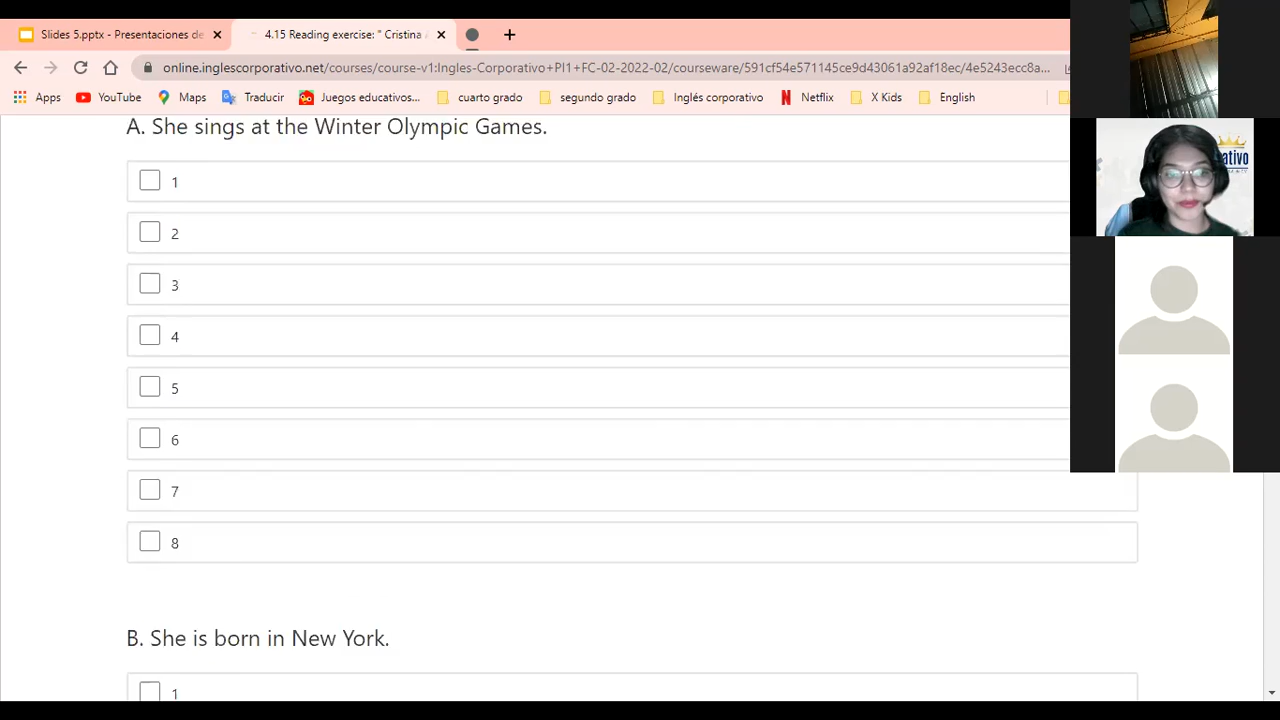 Slides 5.pptx - Presentaciones de
4.15 Reading exercise: " Cristina
online.inglescorporativo.net/courses/course-v1:Ingles-Corporativo+PI1+FC-02-2022-02/courseware/591cf54e571145ce9d43061a92af18ec/4e5243ecc8a...
Apps YouTube Maps Traducir Juegos educativos... cuarto grado segundo grado Inglés corporativo Netflix X Kids English
A. She sings at the Winter Olympic Games.
1
2
3
4
5
6
7
8
B. She is born in New York.
1